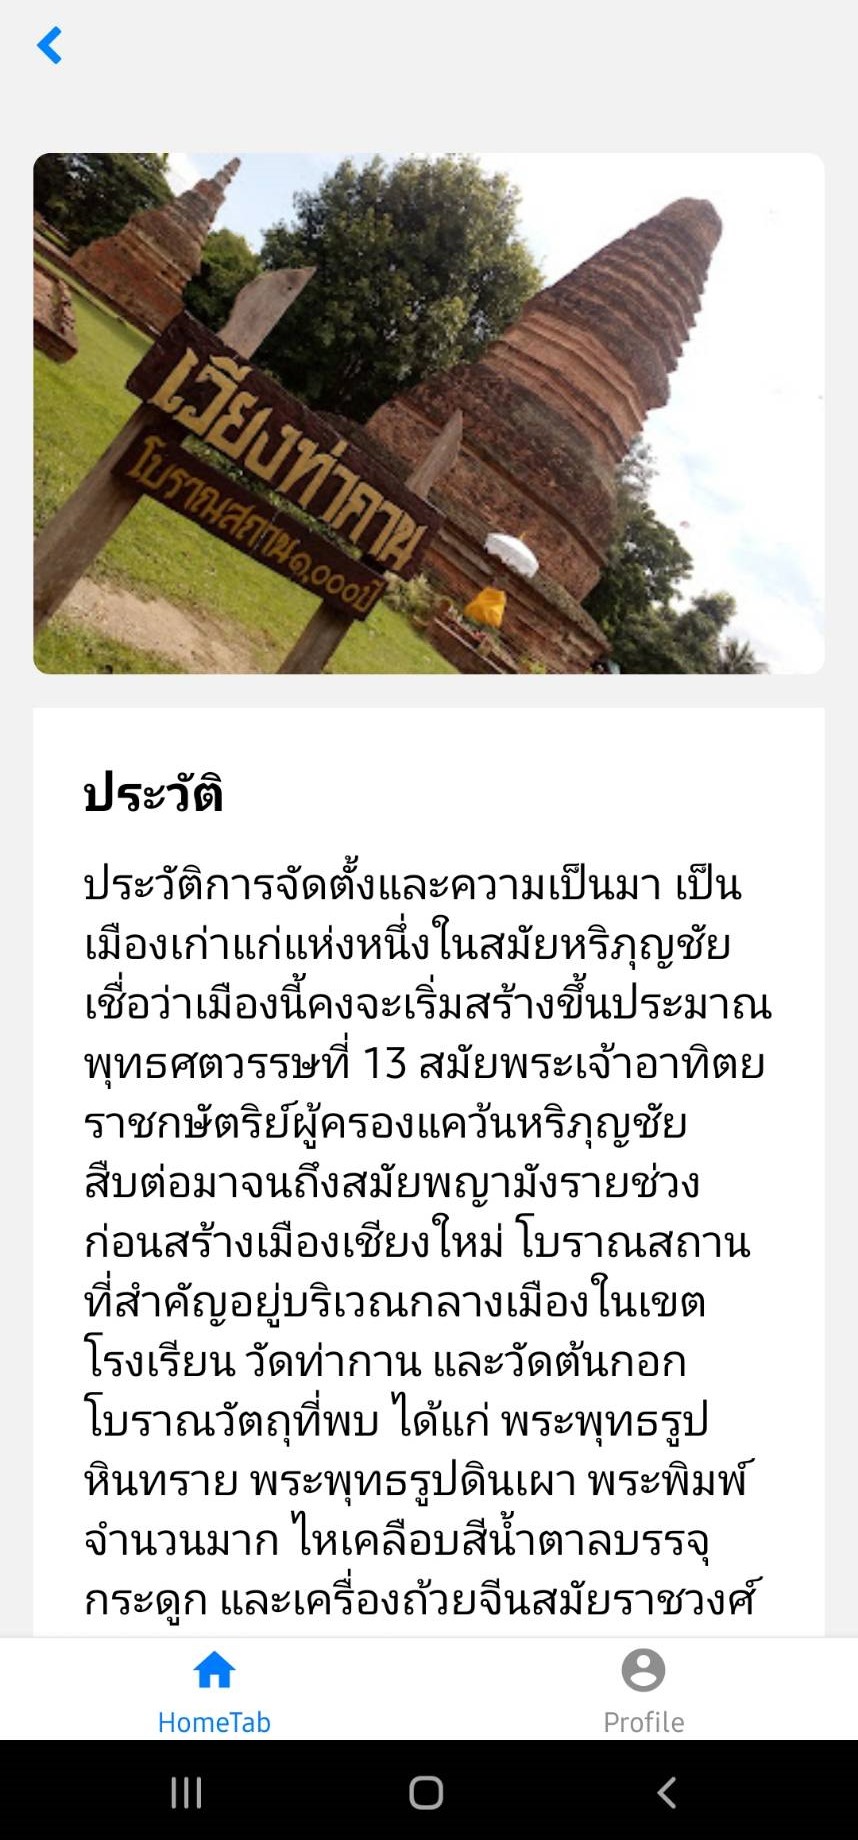 เวียงท่ากาน
โบราณสถาน๑,๐๐๐ปี
ประวัติ
ประวัติการจัดตั้งและความเป็นมา เป็น
เมืองเก่าแก่แห่งหนึ่งในสมัยหริภุญชัย
เชื่อว่าเมืองนี้คงจะเริ่มสร้างขึ้นประมาณ
พุทธศตวรรษที่ 13 สมัยพระเจ้าอาทิตย
ราชกษัตริย์ผู้ครองแคว้นหริภุญชัย
สืบต่อมาจนถึงสมัยพญามังรายช่วง
ก่อนสร้างเมืองเชียงใหม่ โบราณสถาน
ที่สำคัญอยู่บริเวณกลางเมืองในเขต
โรงเรียน วัดท่ากาน และวัดต้นกอก
โบราณวัตถุที่พบ ได้แก่ พระพุทธรูป
หินทราย พระพุทธรูปดินเผา พระพิมพ์
จำนวนมาก ไหเคลือบสีน้ำตาลบรรจุ
กระดูก และเครื่องถ้วยจีนสมัยราชวงศ์
HomeTab
Profile